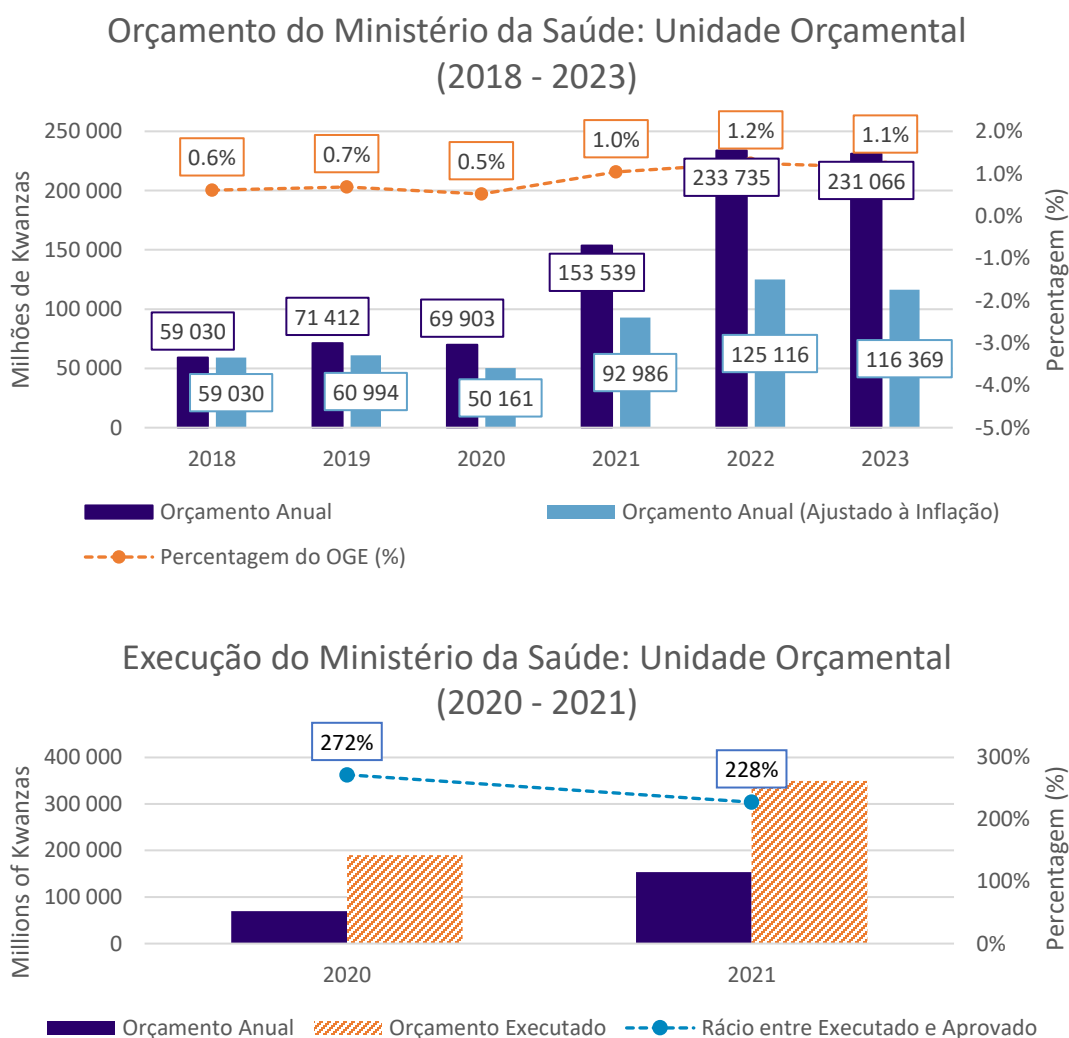 Orçamento do Ministério da Saúde: Unidade Orçamental
(2018 - 2023)
Milhões de Kwanzas
250 000
200 000
150 000
100 000
50 000
0
0.6%
0.7%
0.5%
1.0%
1.2%
1.1%
59 030
71 412
69 903
153 539
233 735
231 066
59 030
60 994
50 161
92 986
125 116
116 369
2.0%
1.0%
0.0%
-1.0%
-2.0%
-3.0%
-4.0%
-5.0%
Percentagem (%)
2018 2019 2020 2021 2022 2023
Orçamento Anual
Orçamento Anual (Ajustado à Inflação)
Percentagem do OGE (%)
Execução do Ministério da Saúde: Unidade Orçamental
(2020 - 2021)
Millions of Kwanzas
400 000
300 000
200 000
100 000
0
272%
228%
300%
200%
100%
0%
Percentagem (%)
2020 2021
Orçamento Anual
Orçamento Executado
Rácio entre Executado e Aprovado